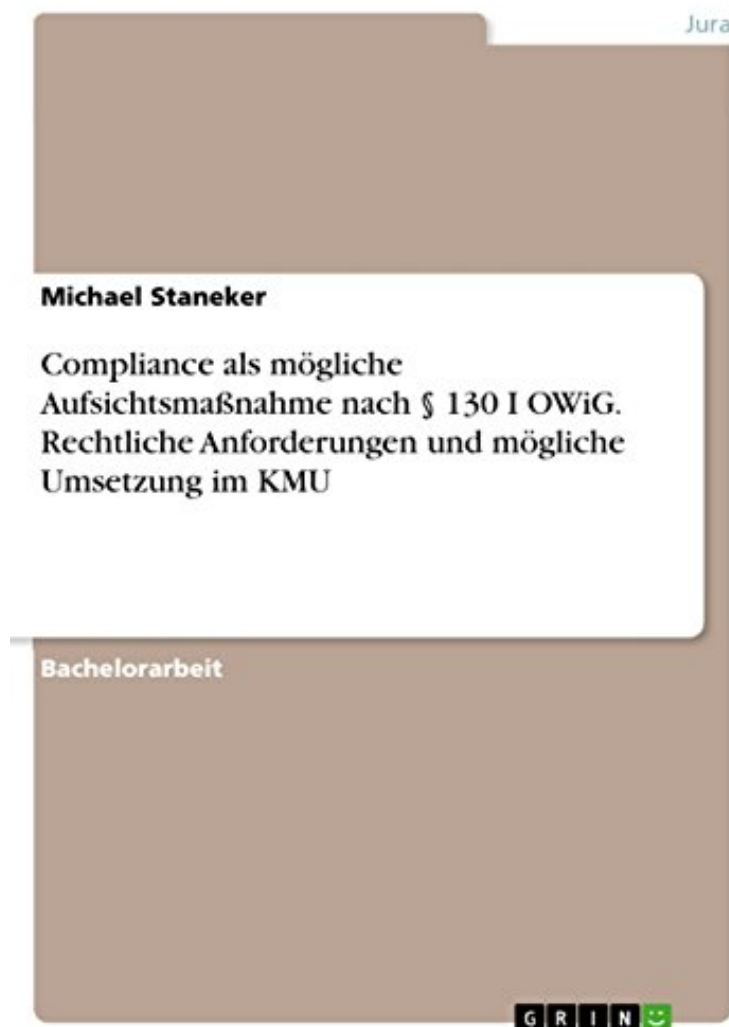 Jura
Michael Staneker
Compliance als mögliche
Aufsichtsmaßnahme nach § 130 I OWiG.
Rechtliche Anforderungen und mögliche
Umsetzung im KMU
Bachelorarbeit
GRIN